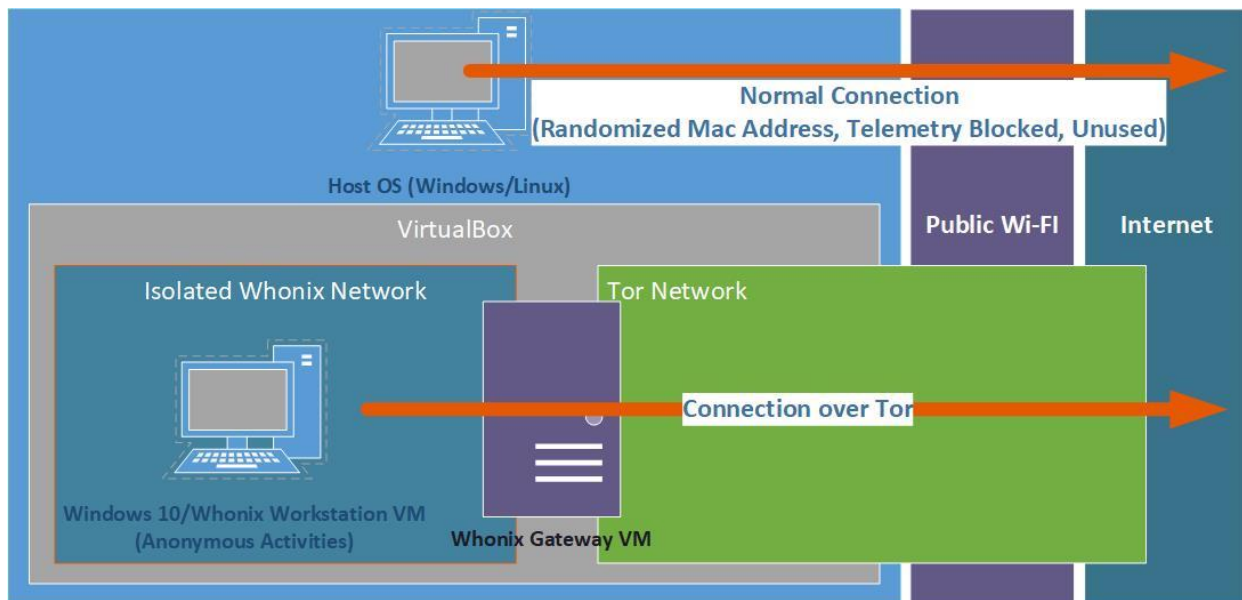 Normal Connection
(Randomized Mac Address, Telemetry Blocked, Unused)
Host OS (Windows/Linux)
VirtualBox
Public Wi-FI
Internet
Isolated Whonix Network
Tor Network
Connection over Tor
Windows 10/Whonix Workstation VM
(Anonymous Activities)
Whonix Gateway VM